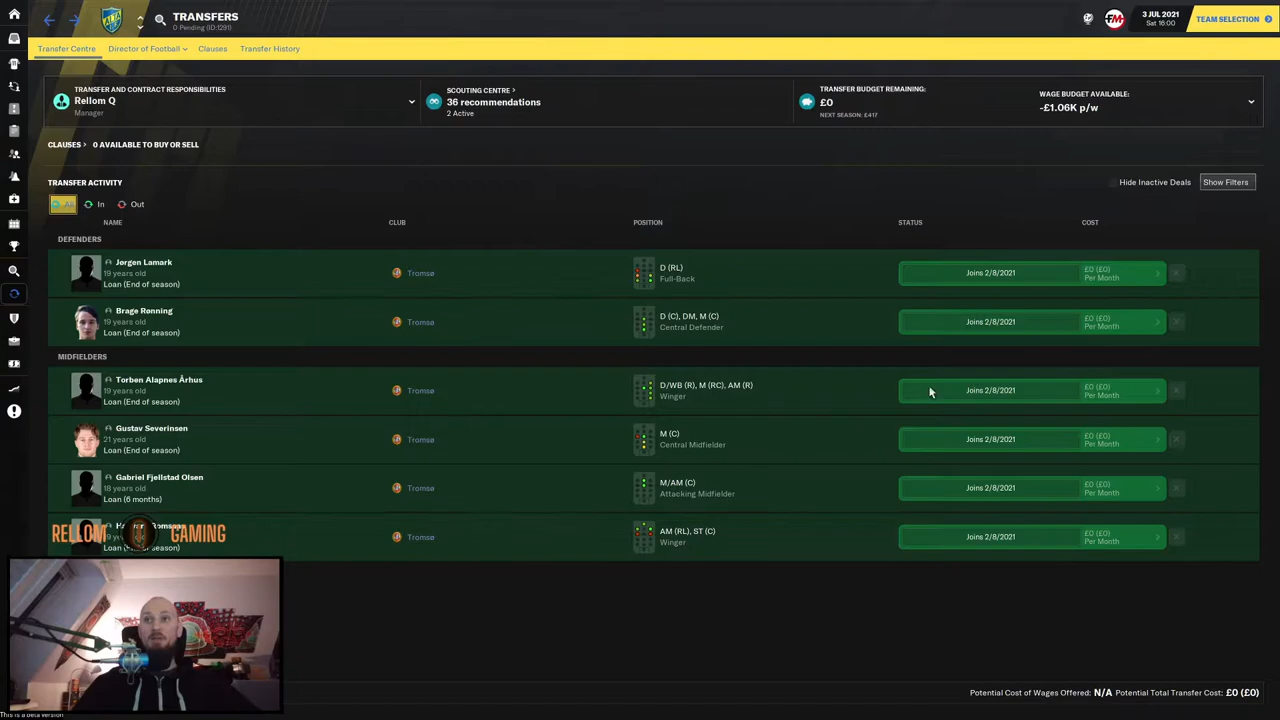 TRANSFERS
0 Pending (ID:1291)
3 JUL 2021
Sat 16:00
TEAM SELECTION
Transfer Centre
Director of Football
Clauses
Transfer History
TRANSFER AND CONTRACT RESPONSIBILITIES
Rellom Q
Manager
SCOUTING CENTRE >
36 recommendations
2 Active
TRANSFER BUDGET REMAINING:
£0
NEXT SEASON: £417
WAGE BUDGET AVAILABLE:
-£1.06K p/w
CLAUSES > 0 AVAILABLE TO BUY OR SELL
TRANSFER ACTIVITY
Hide Inactive Deals
Show Filters
All
In
Out
NAME CLUB POSITION STATUS COST
DEFENDERS
Jørgen Lamark
19 years old
Loan (End of season)
Tromsø
D (RL)
Full-Back
Joins 2/8/2021
£0 (£0)
Per Month
Brage Rønning
19 years old
Loan (End of season)
Tromsø
D (C), DM, M (C)
Central Defender
Joins 2/8/2021
£0 (£0)
Per Month
MIDFIELDERS
Torben Alapnes Århus
19 years old
Loan (End of season)
Tromsø
D/WB (R), M (RC), AM (R)
Winger
Joins 2/8/2021
£0 (£0)
Per Month
Gustav Severinsen
21 years old
Loan (End of season)
Tromsø
M (C)
Central Midfielder
Joins 2/8/2021
£0 (£0)
Per Month
Gabriel Fjellstad Olsen
18 years old
Loan (6 months)
Tromsø
M/AM (C)
Attacking Midfielder
Joins 2/8/2021
£0 (£0)
Per Month
Tromsø
AM (RL), ST (C)
Winger
Joins 2/8/2021
£0 (£0)
Per Month
RELLOM GAMING
Potential Cost of Wages Offered: N/A Potential Total Transfer Cost: £0 (£0)
This is a beta version